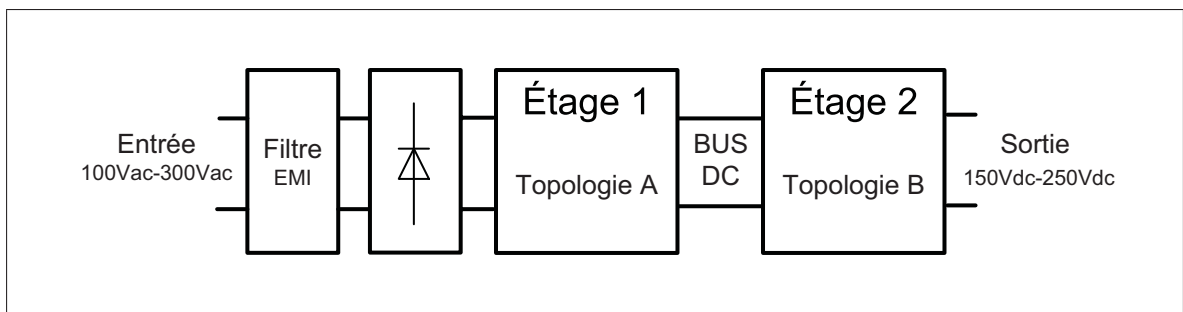 Entrée
100Vac-300Vac
Filtre
EMI
Étage 1
Topologie A
BUS
DC
Étage 2
Topologie B
Sortie
150Vdc-250Vdc